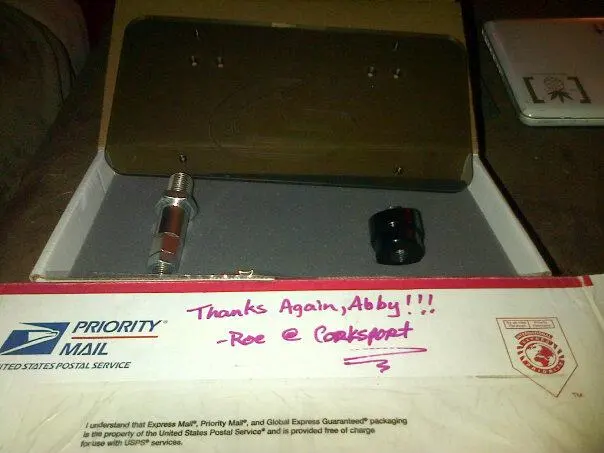 Thanks Again, Abby!!!
-Roe @ Corksport
PRIORITY®
MAIL
UNITED STATES POSTAL SERVICE
TM
I understand that Express Mail®, Priority Mail®, and Global Express Guaranteed® packaging
is the property of the United States Postal Service® and is provided free of charge
for use with USPS® services.